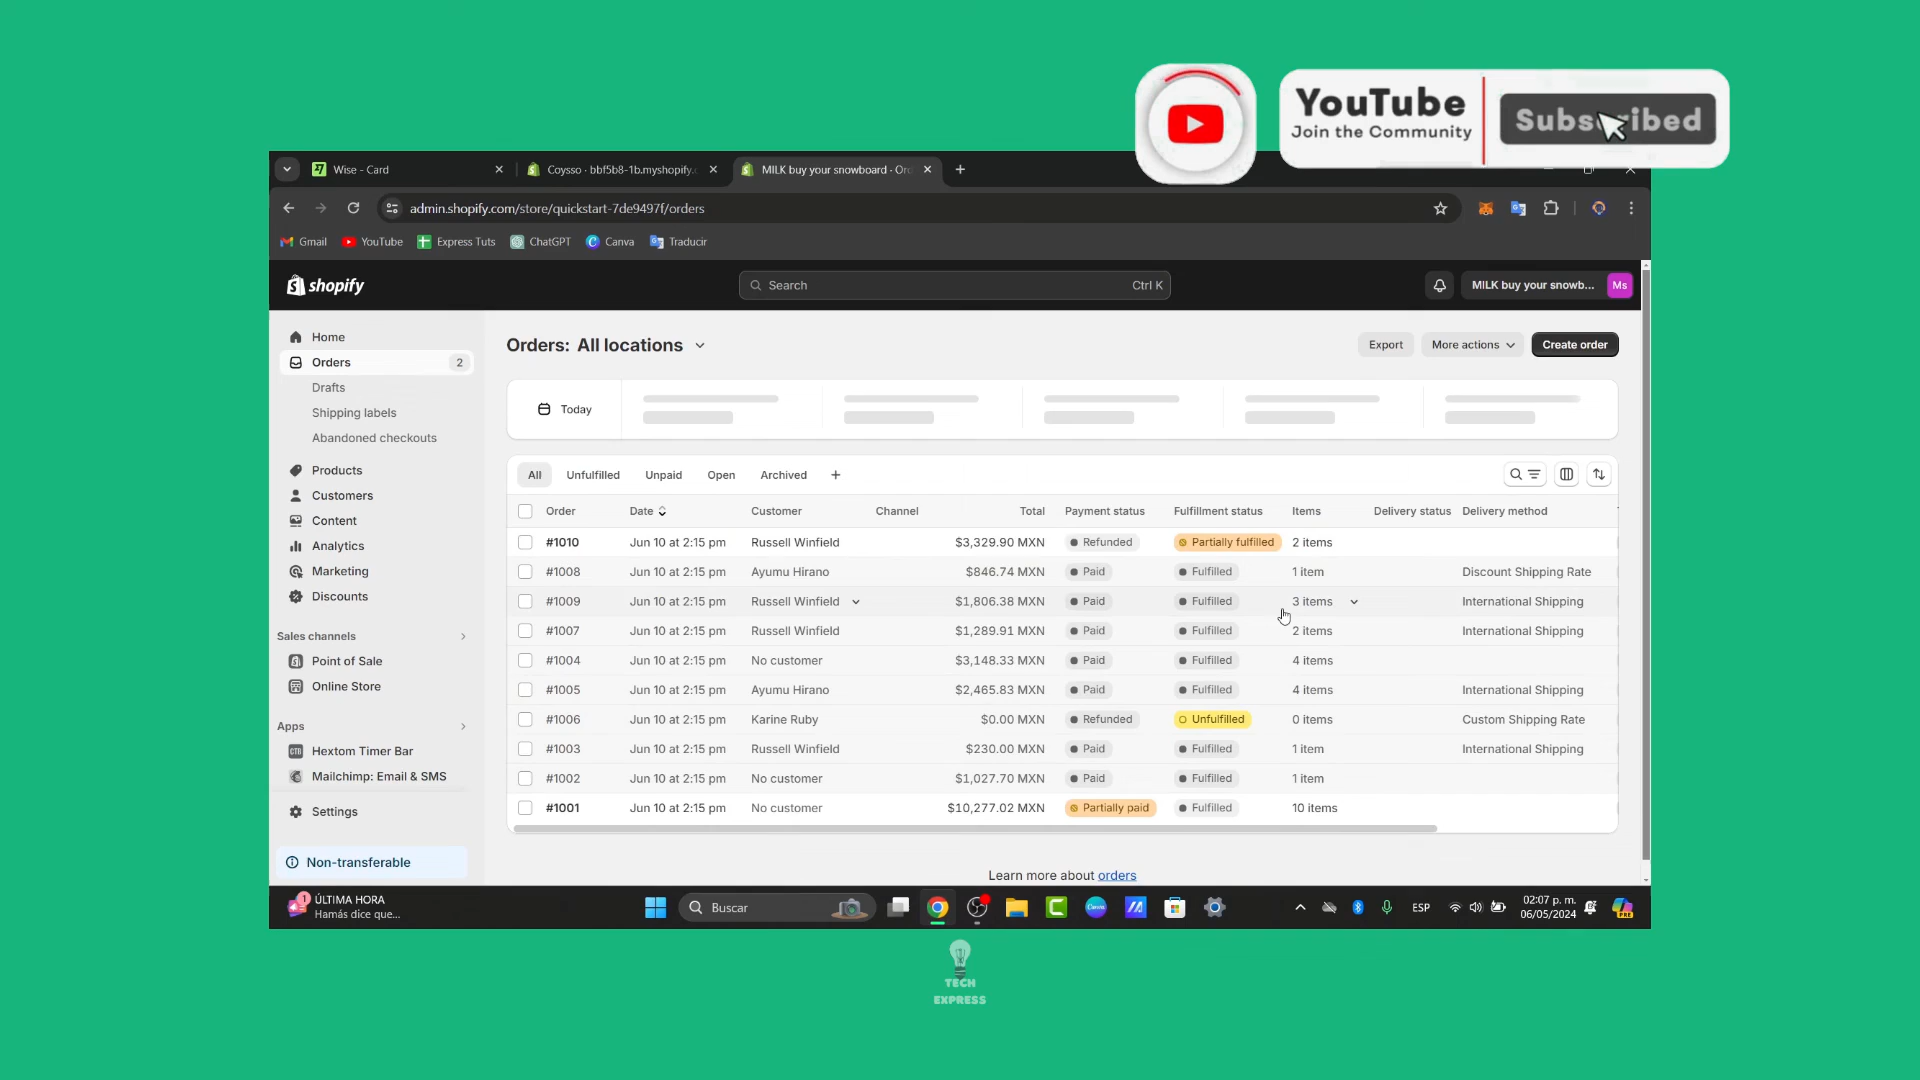 YouTube
Join the Community
Subscribed
Wise - Card
Coysso · bbf5b8-1b.myshopify.c
MILK buy your snowboard · Ord
admin.shopify.com/store/quickstart-7de9497f/orders
Gmail
YouTube
Express Tuts
ChatGPT
Canva
Traducir
shopify
Search
Ctrl K
MILK buy your snowb...
Ms
Home
Orders
2
Drafts
Shipping labels
Abandoned checkouts
Products
Customers
Content
Analytics
Marketing
Discounts
Sales channels
Point of Sale
Online Store
Apps
Hextom Timer Bar
Mailchimp: Email & SMS
Settings
Non-transferable
Orders: All locations
Export
More actions
Create order
Today
All Unfulfilled Unpaid Open Archived
Order Date Customer Channel Total Payment status Fulfillment status Items Delivery status Delivery method
#1010 Jun 10 at 2:15 pm Russell Winfield $3,329.90 MXN Refunded Partially fulfilled 2 items
#1008 Jun 10 at 2:15 pm Ayumu Hirano $846.74 MXN Paid Fulfilled 1 item Discount Shipping Rate
#1009 Jun 10 at 2:15 pm Russell Winfield $1,806.38 MXN Paid Fulfilled 3 items International Shipping
#1007 Jun 10 at 2:15 pm Russell Winfield $1,289.91 MXN Paid Fulfilled 2 items International Shipping
#1004 Jun 10 at 2:15 pm No customer $3,148.33 MXN Paid Fulfilled 4 items
#1005 Jun 10 at 2:15 pm Ayumu Hirano $2,465.83 MXN Paid Fulfilled 4 items International Shipping
#1006 Jun 10 at 2:15 pm Karine Ruby $0.00 MXN Refunded Unfulfilled 0 items Custom Shipping Rate
#1003 Jun 10 at 2:15 pm Russell Winfield $230.00 MXN Paid Fulfilled 1 item International Shipping
#1002 Jun 10 at 2:15 pm No customer $1,027.70 MXN Paid Fulfilled 1 item
#1001 Jun 10 at 2:15 pm No customer $10,277.02 MXN Partially paid Fulfilled 10 items
Learn more about orders
1
ÚLTIMA HORA
Hamás dice que...
Buscar
ESP
02:07 p. m.
06/05/2024
TECH
EXPRESS